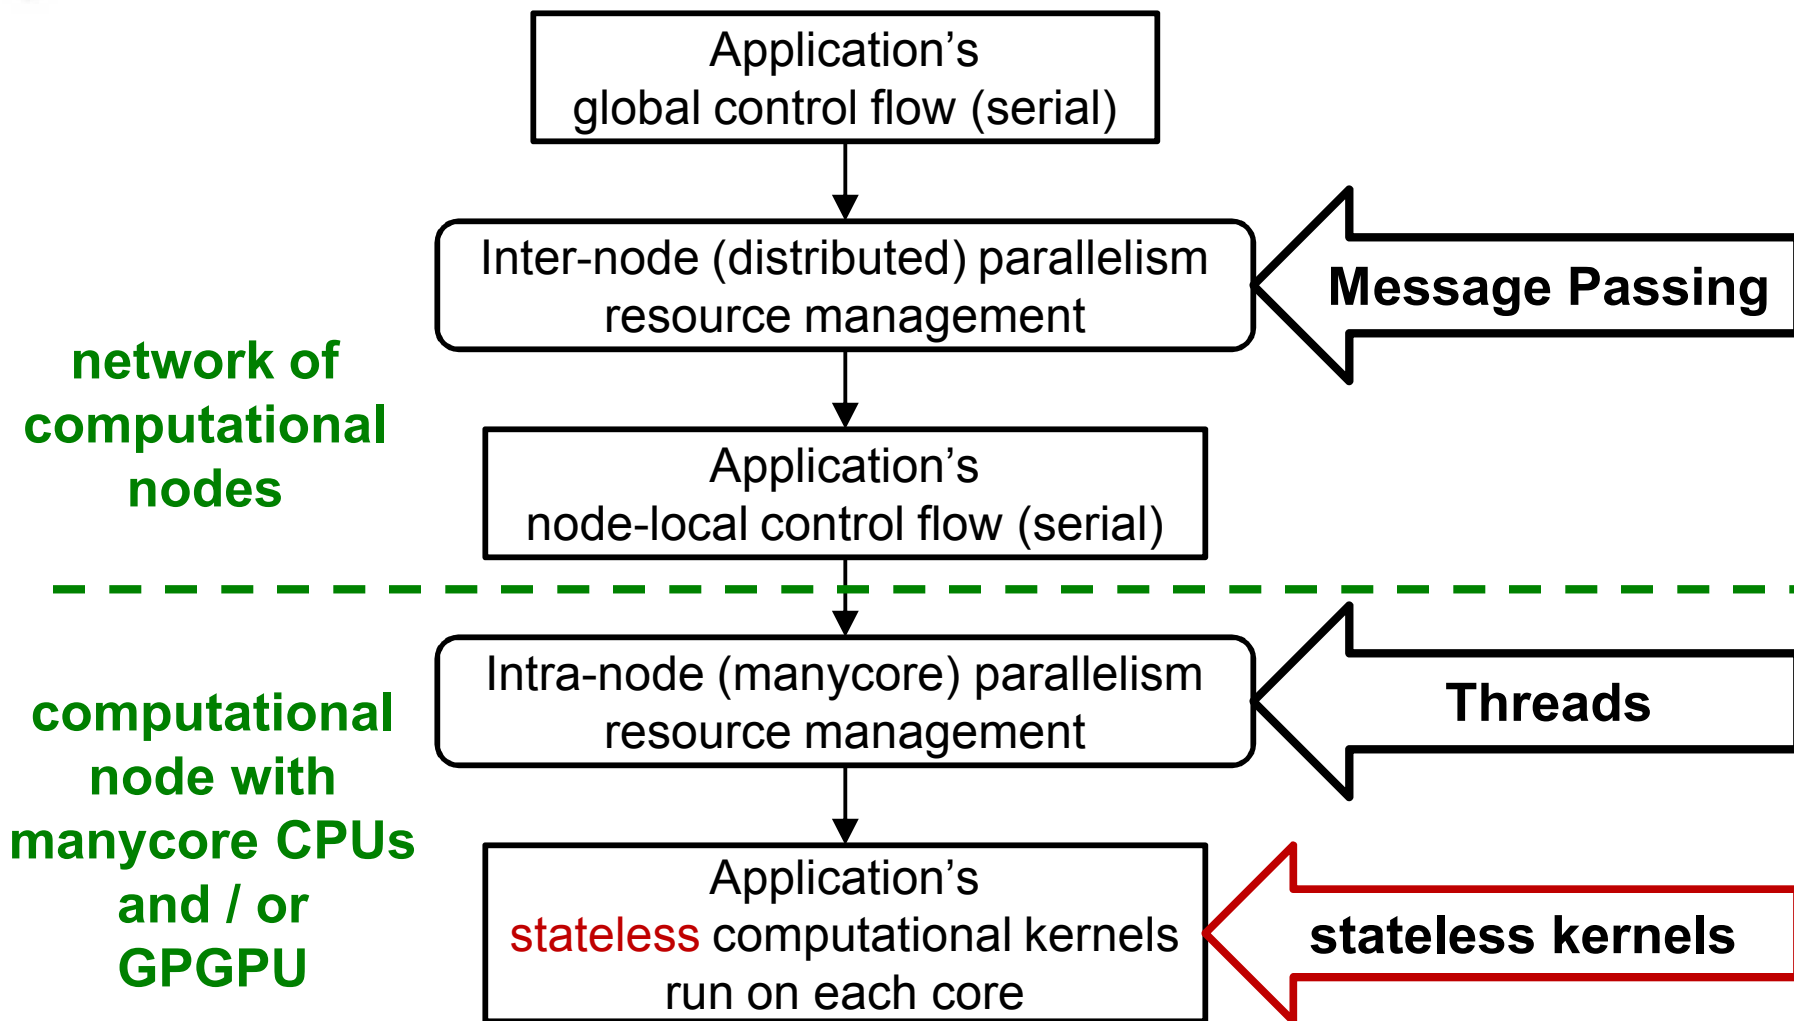 Application’s
global control flow (serial)
Inter-node (distributed) parallelism
resource management
Message Passing
network of
computational
nodes
Application’s
node-local control flow (serial)
Intra-node (manycore) parallelism
resource management
Threads
computational
node with
manycore CPUs
and / or
GPGPU
Application’s
stateless computational kernels
run on each core
stateless kernels